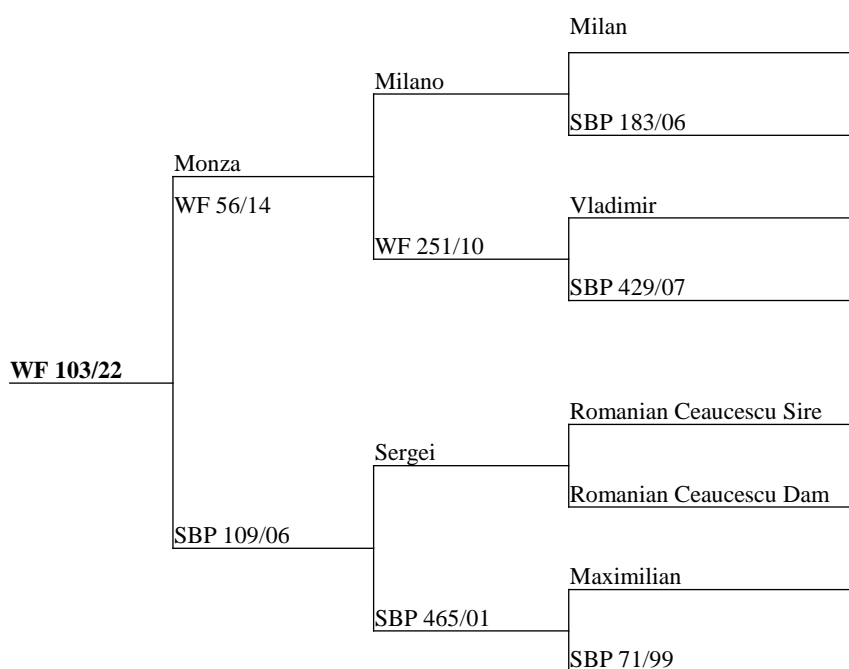 Milan
Milano
SBP 183/06
Monza
WF 56/14
Vladimir
WF 251/10
SBP 429/07
WF 103/22
Romanian Ceaucescu Sire
Sergei
Romanian Ceaucescu Dam
SBP 109/06
Maximilian
SBP 465/01
SBP 71/99